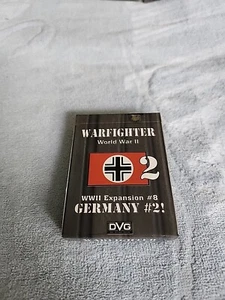 WARFIGHTER
World War II
2
WWII Expansion #8
GERMANY #2!
DVG